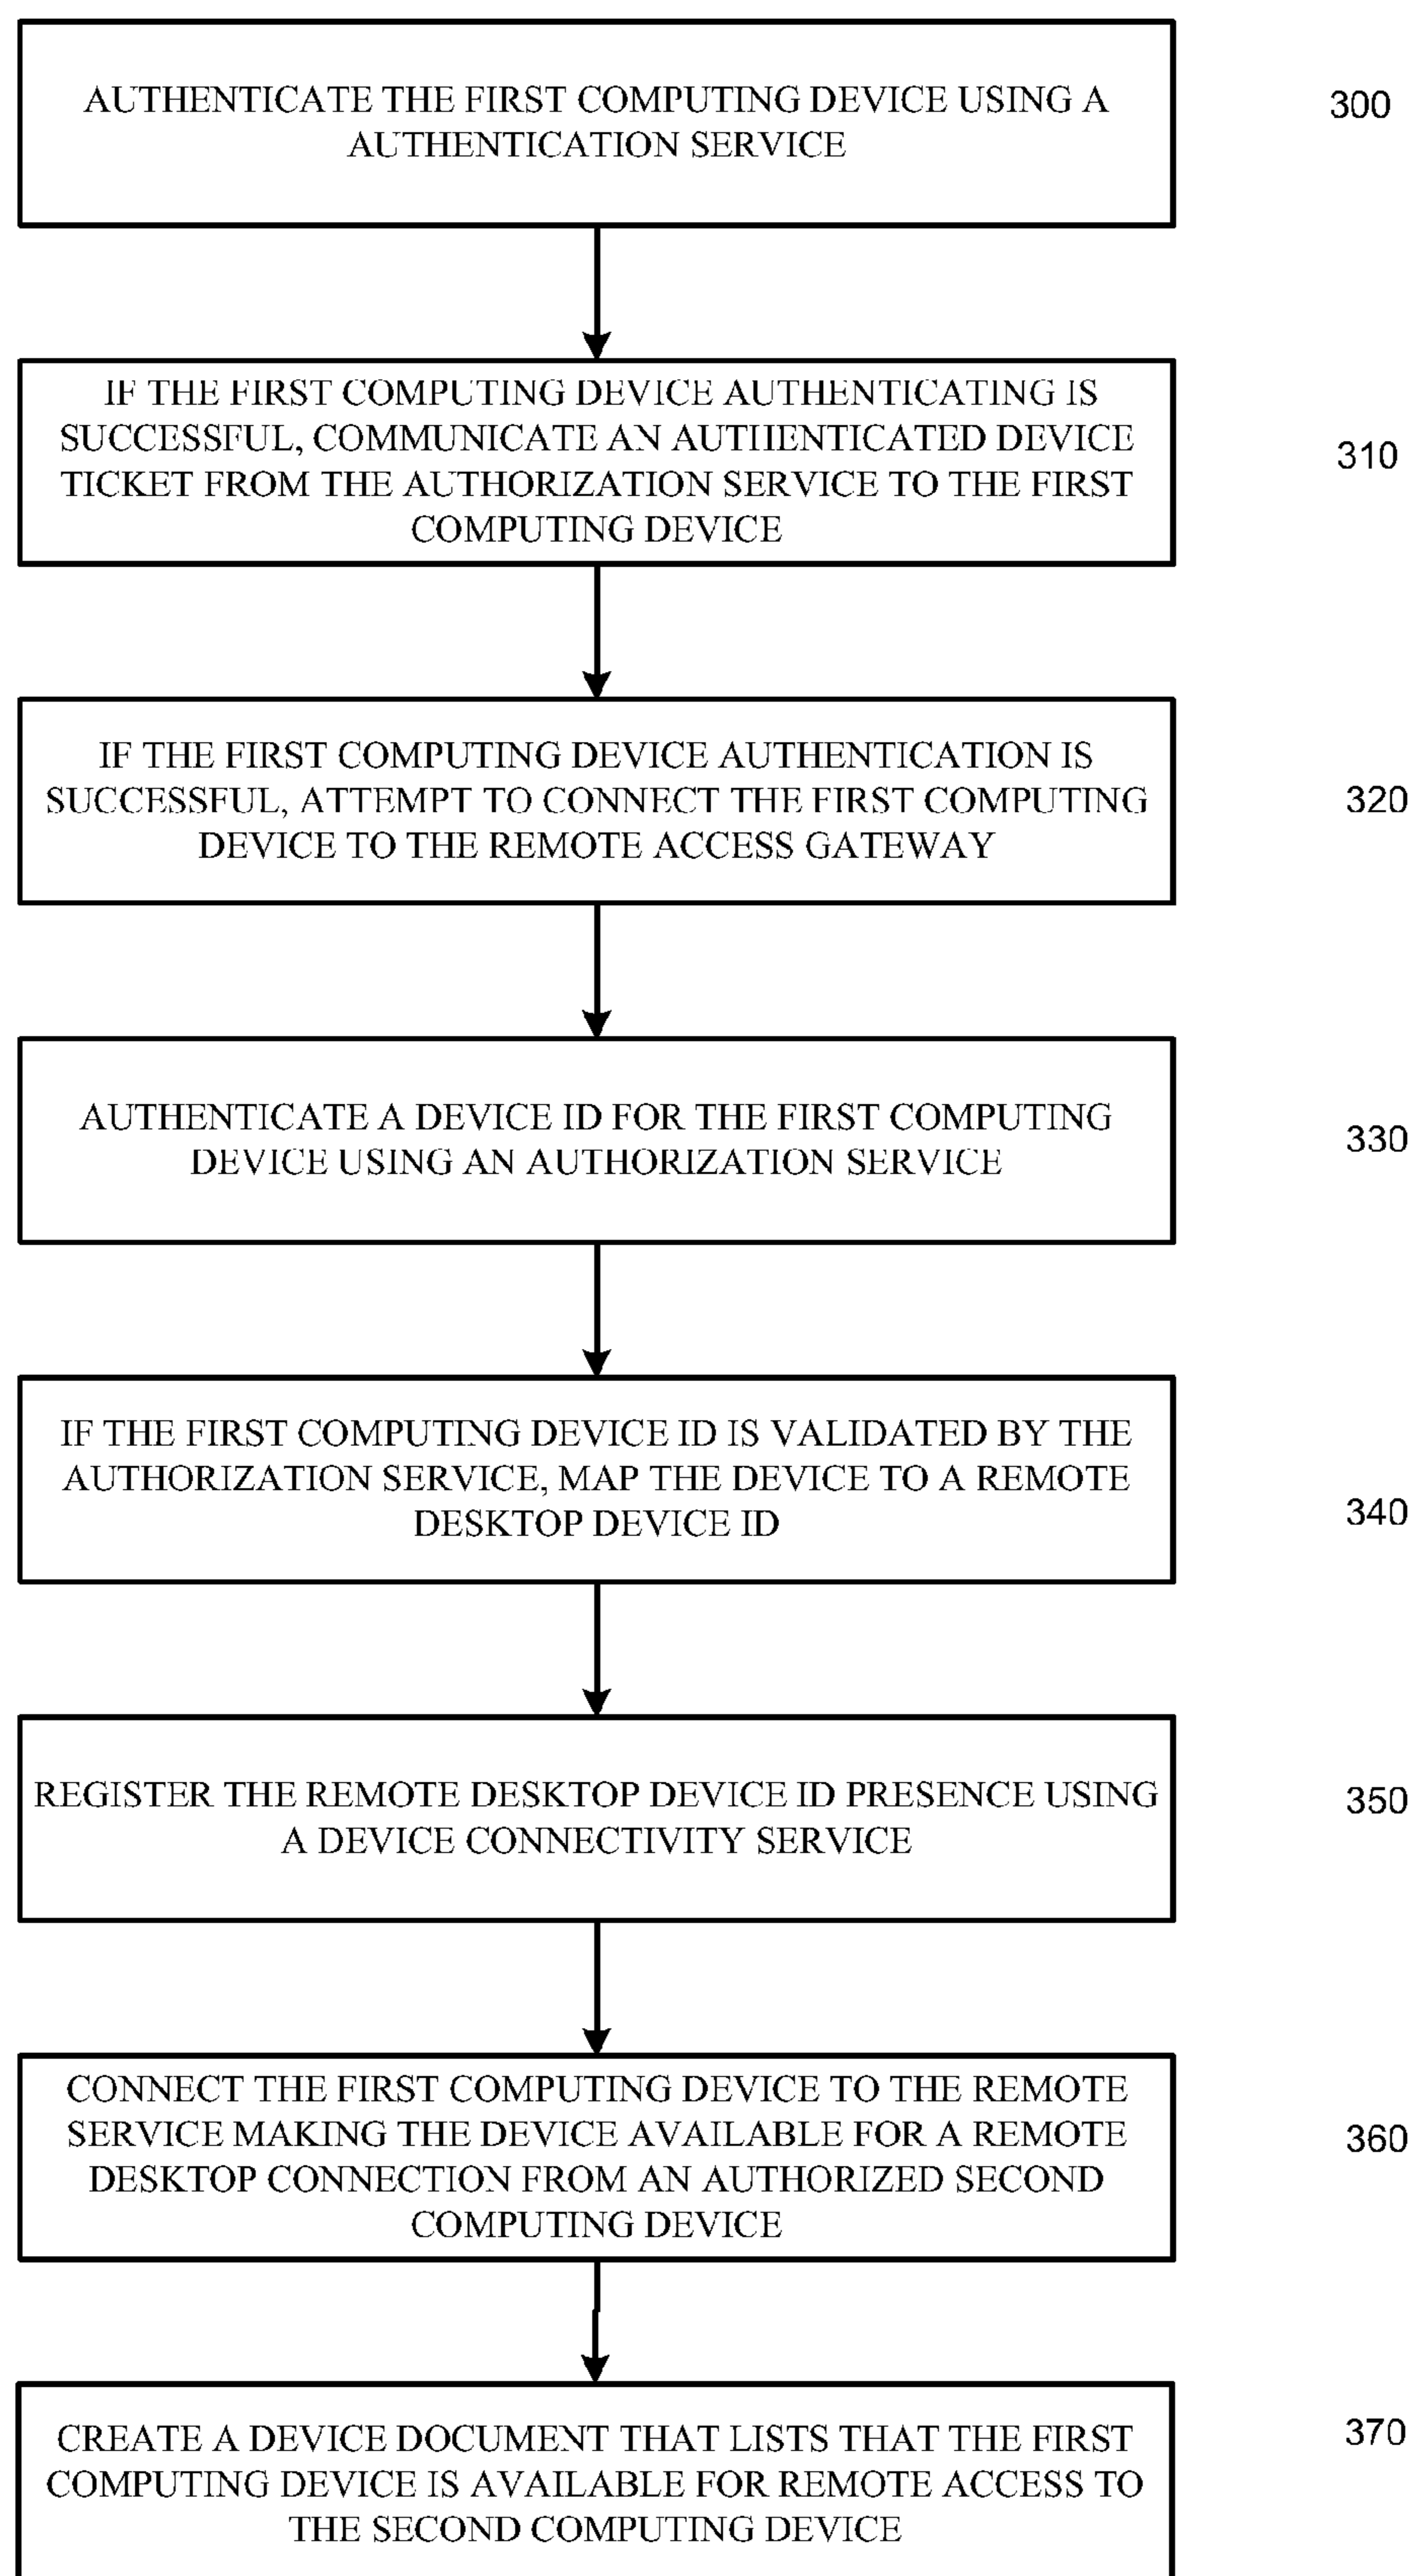 AUTHENTICATE THE FIRST COMPUTING DEVICE USING A
AUTHENTICATION SERVICE
300
IF THE FIRST COMPUTING DEVICE AUTHENTICATING IS
SUCCESSFUL, COMMUNICATE AN AUTHENTICATED DEVICE
TICKET FROM THE AUTHORIZATION SERVICE TO THE FIRST
COMPUTING DEVICE
310
IF THE FIRST COMPUTING DEVICE AUTHENTICATION IS
SUCCESSFUL, ATTEMPT TO CONNECT THE FIRST COMPUTING
DEVICE TO THE REMOTE ACCESS GATEWAY
320
AUTHENTICATE A DEVICE ID FOR THE FIRST COMPUTING
DEVICE USING AN AUTHORIZATION SERVICE
330
IF THE FIRST COMPUTING DEVICE ID IS VALIDATED BY THE
AUTHORIZATION SERVICE, MAP THE DEVICE TO A REMOTE
DESKTOP DEVICE ID
340
REGISTER THE REMOTE DESKTOP DEVICE ID PRESENCE USING
A DEVICE CONNECTIVITY SERVICE
350
CONNECT THE FIRST COMPUTING DEVICE TO THE REMOTE
SERVICE MAKING THE DEVICE AVAILABLE FOR A REMOTE
DESKTOP CONNECTION FROM AN AUTHORIZED SECOND
COMPUTING DEVICE
360
CREATE A DEVICE DOCUMENT THAT LISTS THAT THE FIRST
COMPUTING DEVICE IS AVAILABLE FOR REMOTE ACCESS TO
THE SECOND COMPUTING DEVICE
370